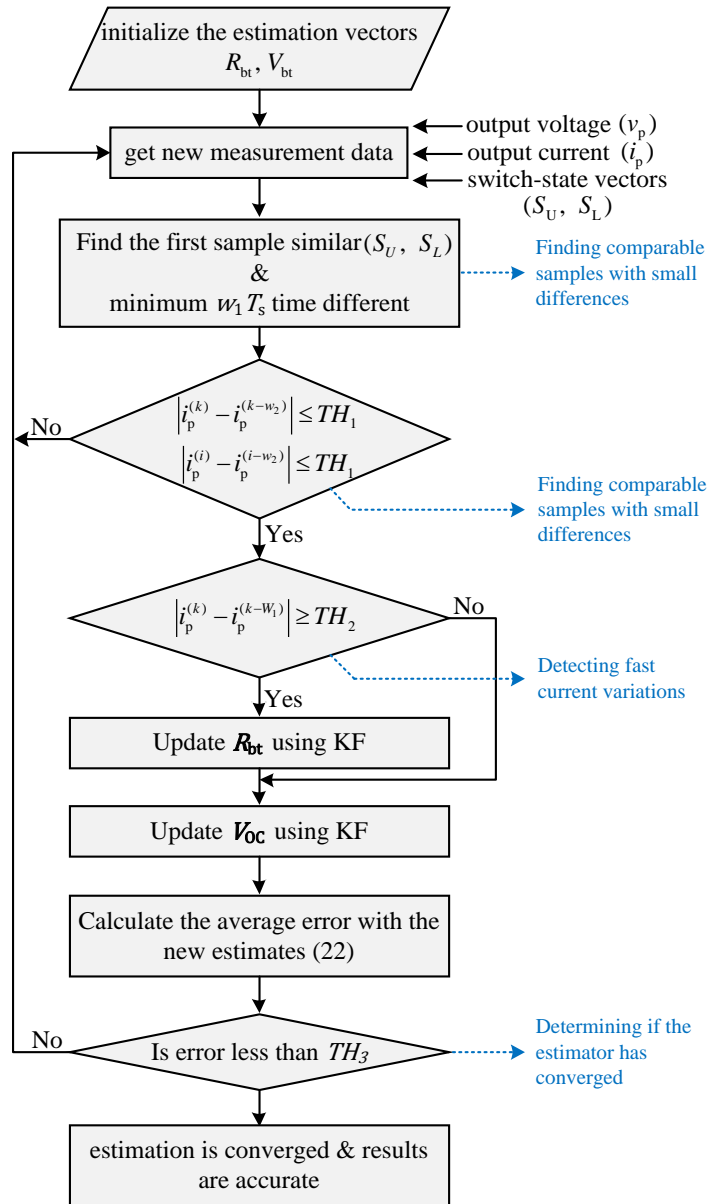 initialize the estimation vectors
R_bt, V_bt
get new measurement data
output voltage (v_p)
output current (i_p)
switch-state vectors
(S_U, S_L)
Find the first sample similar(S_U, S_L)
&
minimum w_1 T_s time different
Finding comparable
samples with small
differences
|i_p^(k) − i_p^(k−w_2)| ≤ TH_1
|i_p^(i) − i_p^(i−w_2)| ≤ TH_1
No
Finding comparable
samples with small
differences
Yes
|i_p^(k) − i_p^(k−W_1)| ≥ TH_2
No
Detecting fast
current variations
Yes
Update R_bt using KF
Update V_OC using KF
Calculate the average error with the
new estimates (22)
No
Is error less than TH_3
Determining if the
estimator has
converged
estimation is converged & results
are accurate